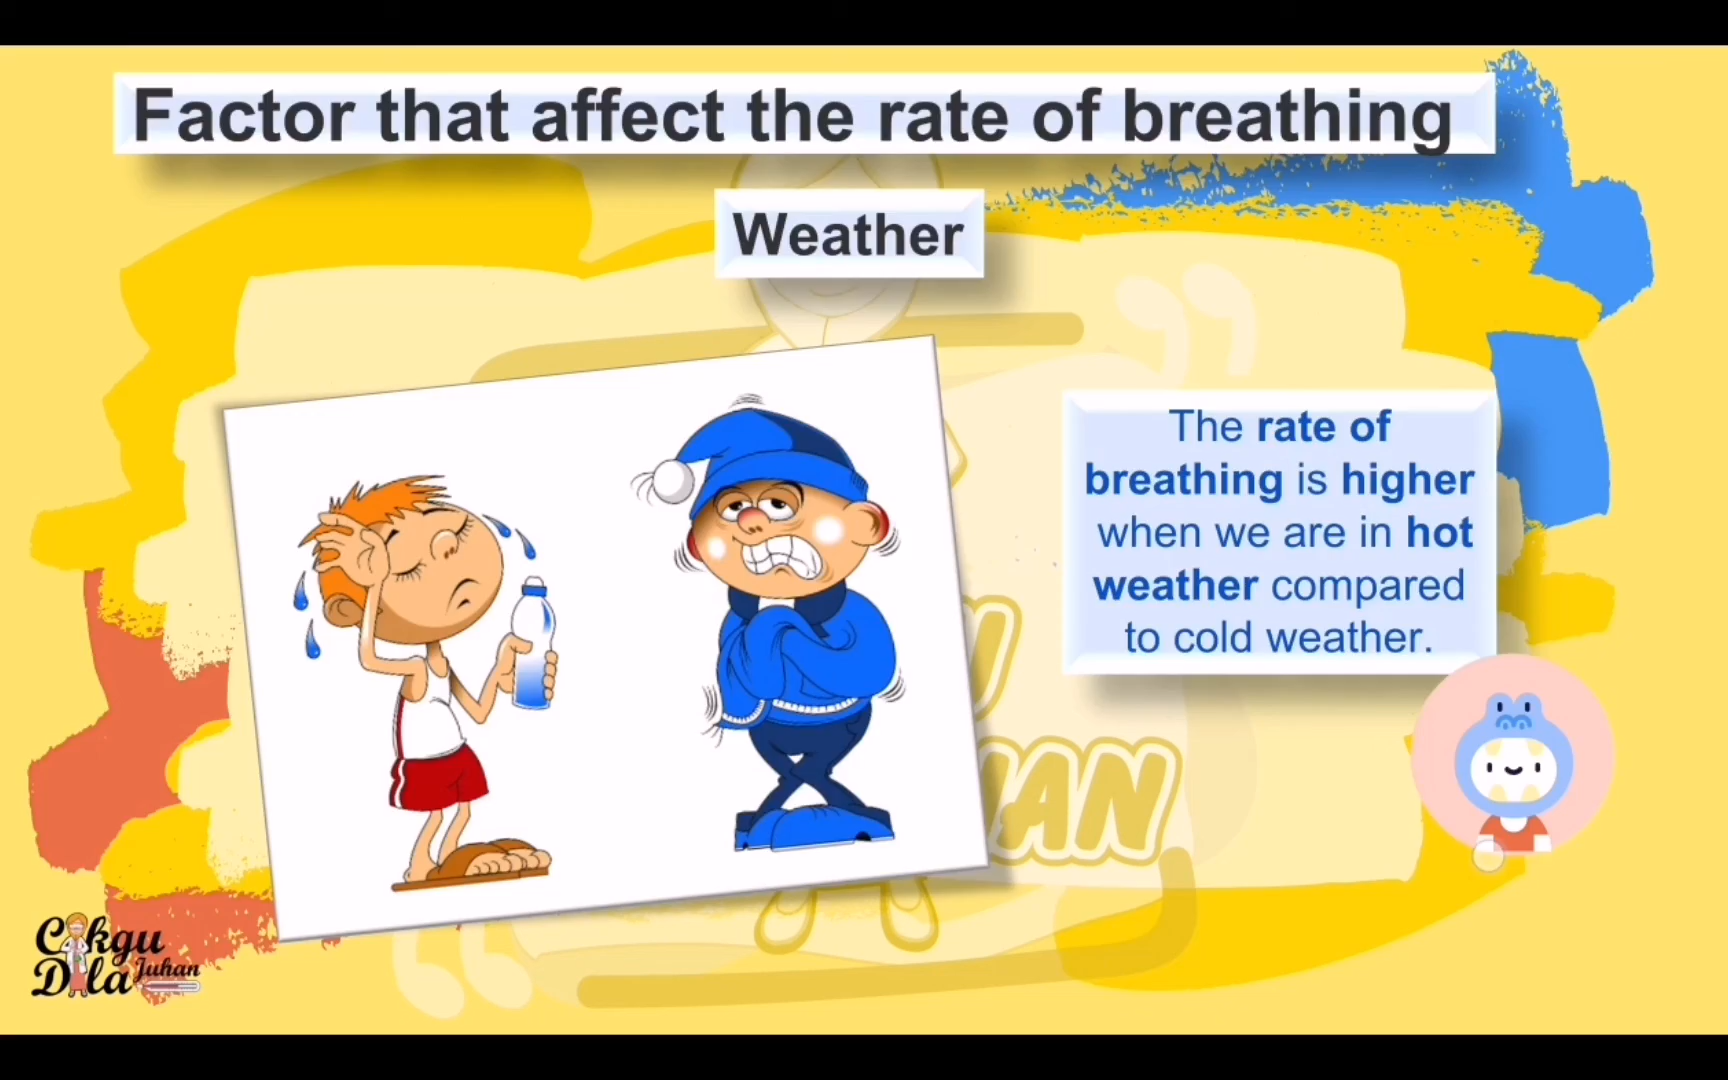 Factor that affect the rate of breathing
Weather
The rate of
breathing is higher
when we are in hot
weather compared
to cold weather.
Cikgu
Dila Juhan